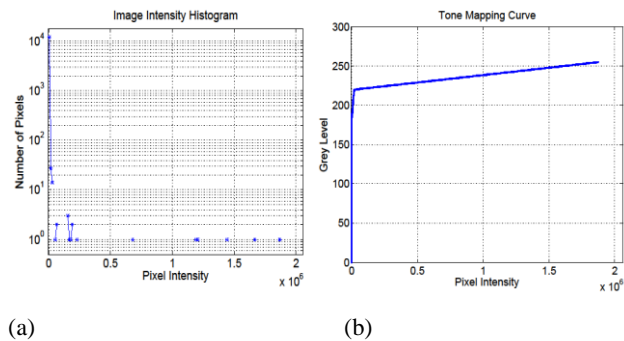 Image Intensity Histogram
Number of Pixels
10^4
10^3
10^2
10^1
10^0
0
0.5
1
1.5
2
x 10^6
Pixel Intensity
(a)
Tone Mapping Curve
Grey Level
300
250
200
150
100
50
0
0
0.5
1
1.5
2
x 10^6
Pixel Intensity
(b)